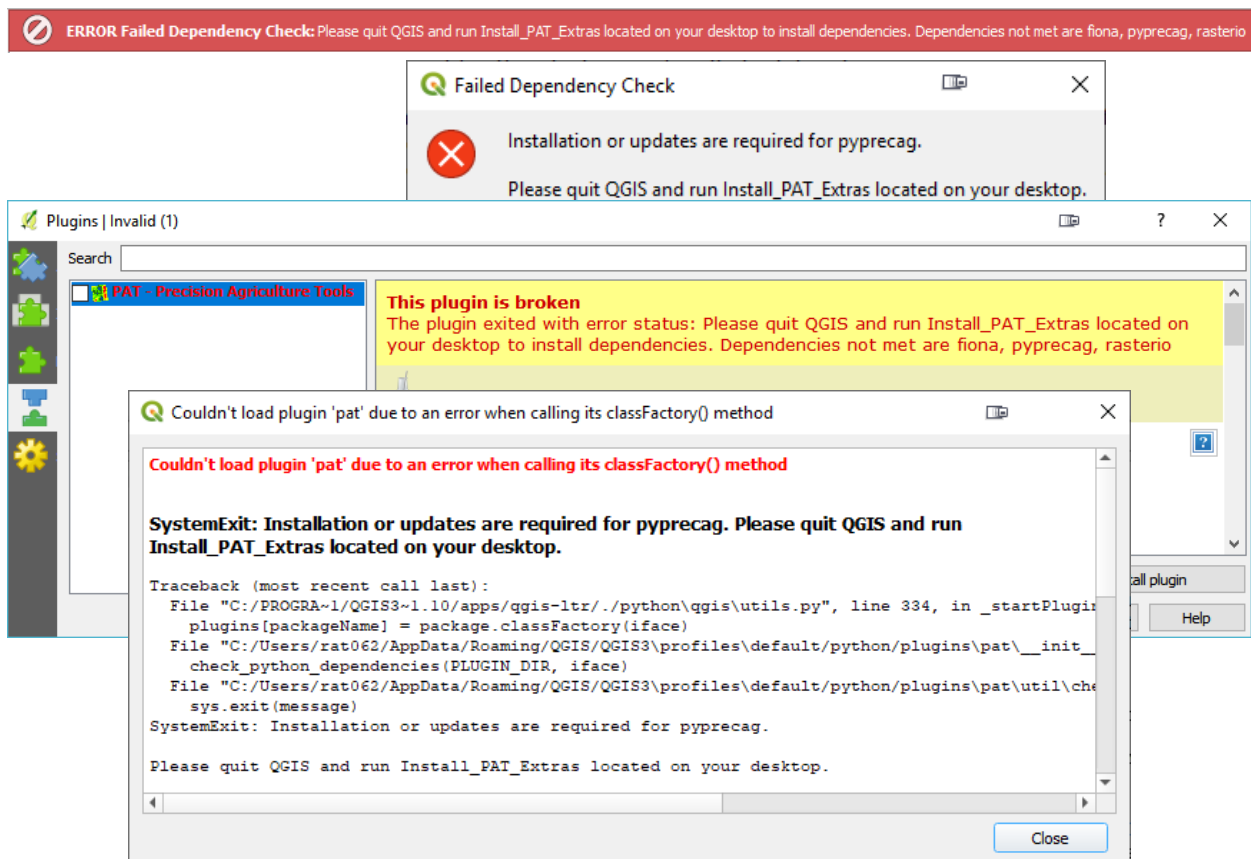 ERROR Failed Dependency Check: Please quit QGIS and run Install_PAT_Extras located on your desktop to install dependencies. Dependencies not met are fiona, pyprecag, rasterio
Failed Dependency Check
Installation or updates are required for pyprecag.
Please quit QGIS and run Install_PAT_Extras located on your desktop.
Plugins | Invalid (1)
?
Search
PAT - Precision Agriculture Tools
This plugin is broken
The plugin exited with error status: Please quit QGIS and run Install_PAT_Extras located on
your desktop to install dependencies. Dependencies not met are fiona, pyprecag, rasterio
?
Couldn't load plugin 'pat' due to an error when calling its classFactory() method
Couldn't load plugin 'pat' due to an error when calling its classFactory() method
SystemExit: Installation or updates are required for pyprecag. Please quit QGIS and run
Install_PAT_Extras located on your desktop.
Traceback (most recent call last):
File "C:/PROGRA~1/QGIS3~1.10/apps/qgis-ltr/./python\qgis\utils.py", line 334, in _startPlugin
plugins[packageName] = package.classFactory(iface)
File "C:/Users/rat062/AppData/Roaming/QGIS/QGIS3\profiles\default/python/plugins\pat\__init__
check_python_dependencies(PLUGIN_DIR, iface)
File "C:/Users/rat062/AppData/Roaming/QGIS/QGIS3\profiles\default/python/plugins\pat\util\che
sys.exit(message)
SystemExit: Installation or updates are required for pyprecag.
Please quit QGIS and run Install_PAT_Extras located on your desktop.
Close
all plugin
Help